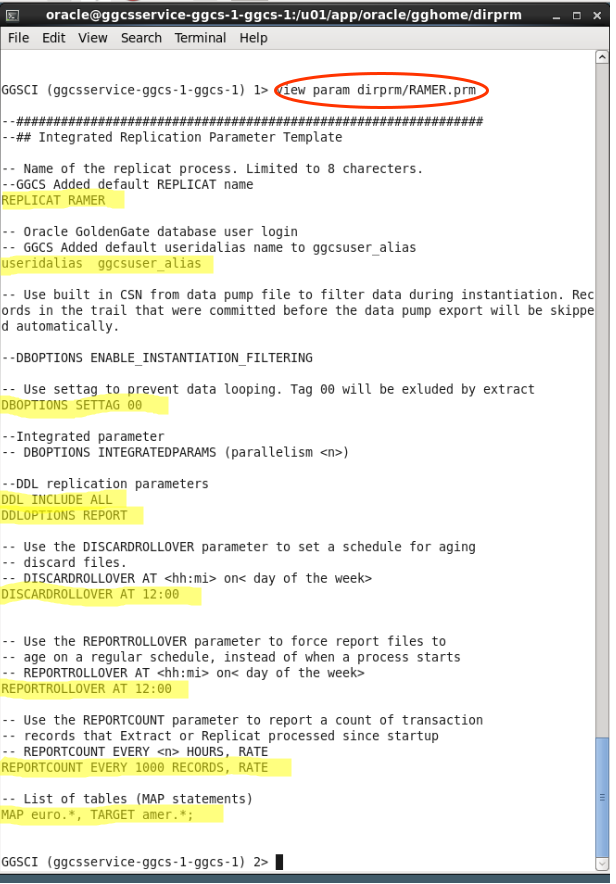 oracle@ggcsservice-ggcs-1-ggcs-1:/u01/app/oracle/gghome/dirprm
File Edit View Search Terminal Help
GGSCI (ggcsservice-ggcs-1-ggcs-1) 1> view param dirprm/RAMER.prm
--##############################################################
--## Integrated Replication Parameter Template
-- Name of the replicat process. Limited to 8 charecters.
--GGCS Added default REPLICAT name
REPLICAT RAMER
-- Oracle GoldenGate database user login
-- GGCS Added default useridalias name to ggcsuser_alias
useridalias  ggcsuser_alias
-- Use built in CSN from data pump file to filter data during instantiation. Rec
ords in the trail that were committed before the data pump export will be skippe
d automatically.
--DBOPTIONS ENABLE_INSTANTIATION_FILTERING
-- Use settag to prevent data looping. Tag 00 will be exluded by extract
DBOPTIONS SETTAG 00
--Integrated parameter
-- DBOPTIONS INTEGRATEDPARAMS (parallelism <n>)
--DDL replication parameters
DDL INCLUDE ALL
DDLOPTIONS REPORT
-- Use the DISCARDROLLOVER parameter to set a schedule for aging
-- discard files.
-- DISCARDROLLOVER AT <hh:mi> on< day of the week>
DISCARDROLLOVER AT 12:00
-- Use the REPORTROLLOVER parameter to force report files to
-- age on a regular schedule, instead of when a process starts
-- REPORTROLLOVER AT <hh:mi> on< day of the week>
REPORTROLLOVER AT 12:00
-- Use the REPORTCOUNT parameter to report a count of transaction
-- records that Extract or Replicat processed since startup
-- REPORTCOUNT EVERY <n> HOURS, RATE
REPORTCOUNT EVERY 1000 RECORDS, RATE
-- List of tables (MAP statements)
MAP euro.*, TARGET amer.*;
GGSCI (ggcsservice-ggcs-1-ggcs-1) 2>